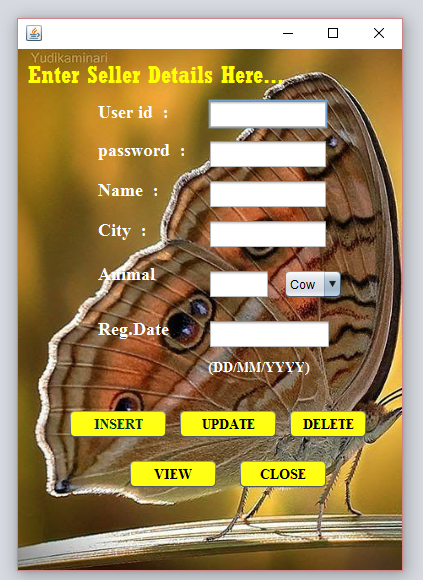 Yudikaminari
Enter Seller Details Here...
User id :
password :
Name :
City :
Animal
Cow
Reg.Date
(DD/MM/YYYY)
INSERT UPDATE DELETE
VIEW CLOSE